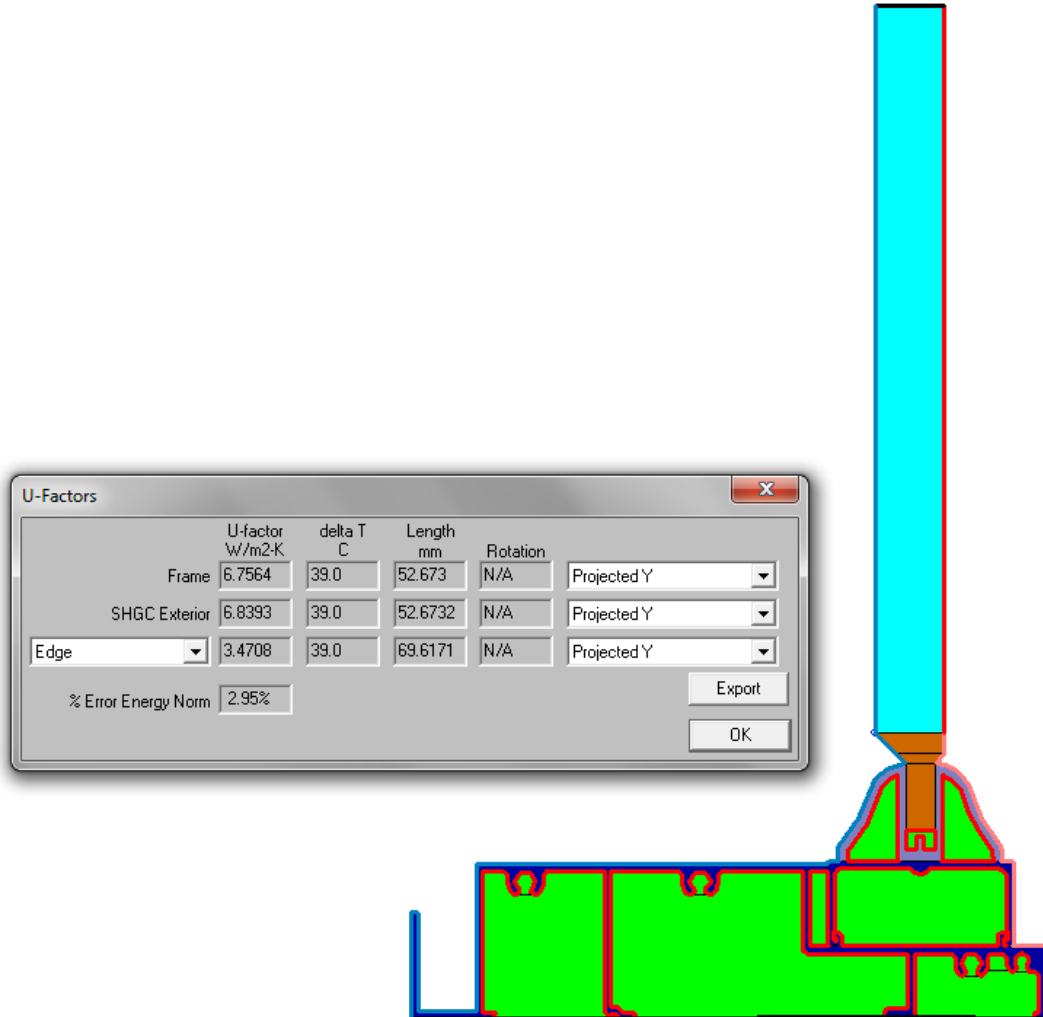 U-Factors
U-factor delta T Length
W/m2-K C mm Rotation
Frame 6.7564 39.0 52.673 N/A Projected Y
SHGC Exterior 6.8393 39.0 52.6732 N/A Projected Y
Edge 3.4708 39.0 69.6171 N/A Projected Y
% Error Energy Norm 2.95% Export
OK